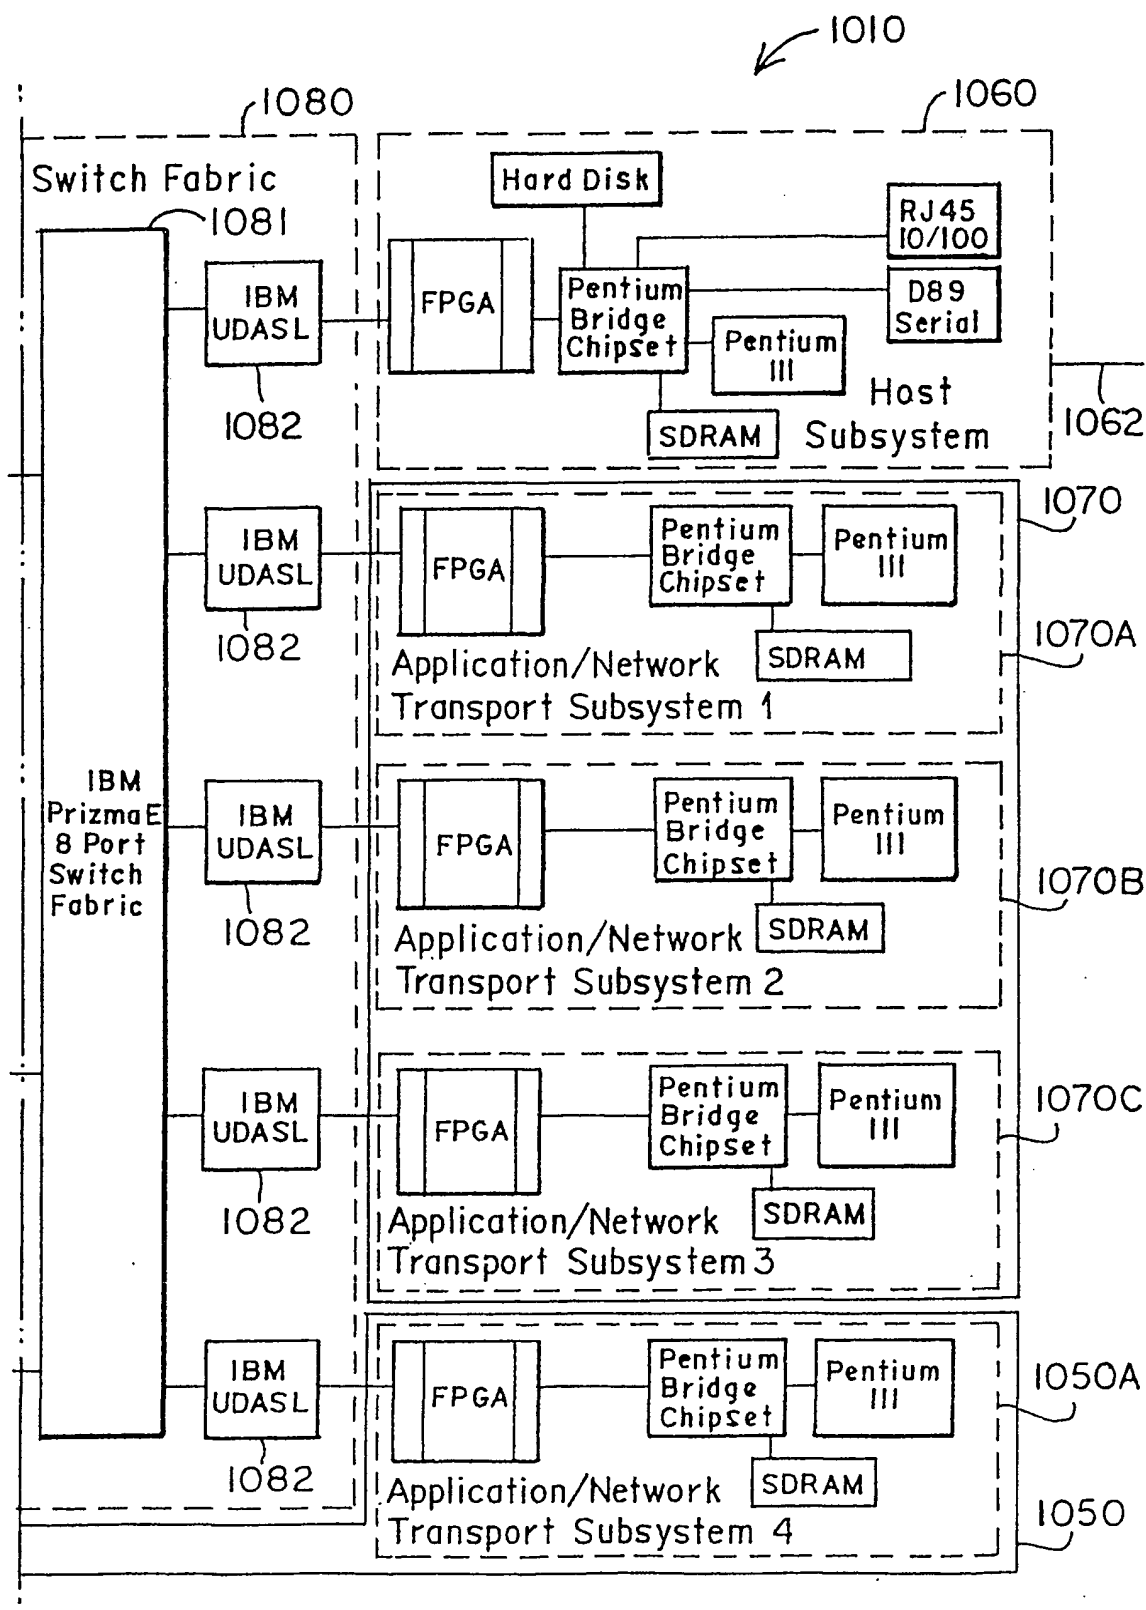 1010
1080
1060
Switch Fabric
1081
Hard Disk
RJ45
10/100
IBM
UDASL
FPGA
Pentium
Bridge
Chipset
D89
Serial
Pentium
III
1082
Host
Subsystem
SDRAM
1062
1070
IBM
UDASL
FPGA
Pentium
Bridge
Chipset
Pentium
III
1082
1070A
Application/Network
Transport Subsystem 1
SDRAM
IBM
PrizmaE
8 Port
Switch
Fabric
IBM
UDASL
FPGA
Pentium
Bridge
Chipset
Pentium
III
1070B
1082
Application/Network
Transport Subsystem 2
SDRAM
IBM
UDASL
FPGA
Pentium
Bridge
Chipset
Pentium
III
1070C
1082
Application/Network
Transport Subsystem 3
SDRAM
IBM
UDASL
FPGA
Pentium
Bridge
Chipset
Pentium
III
1050A
1082
Application/Network
Transport Subsystem 4
SDRAM
1050